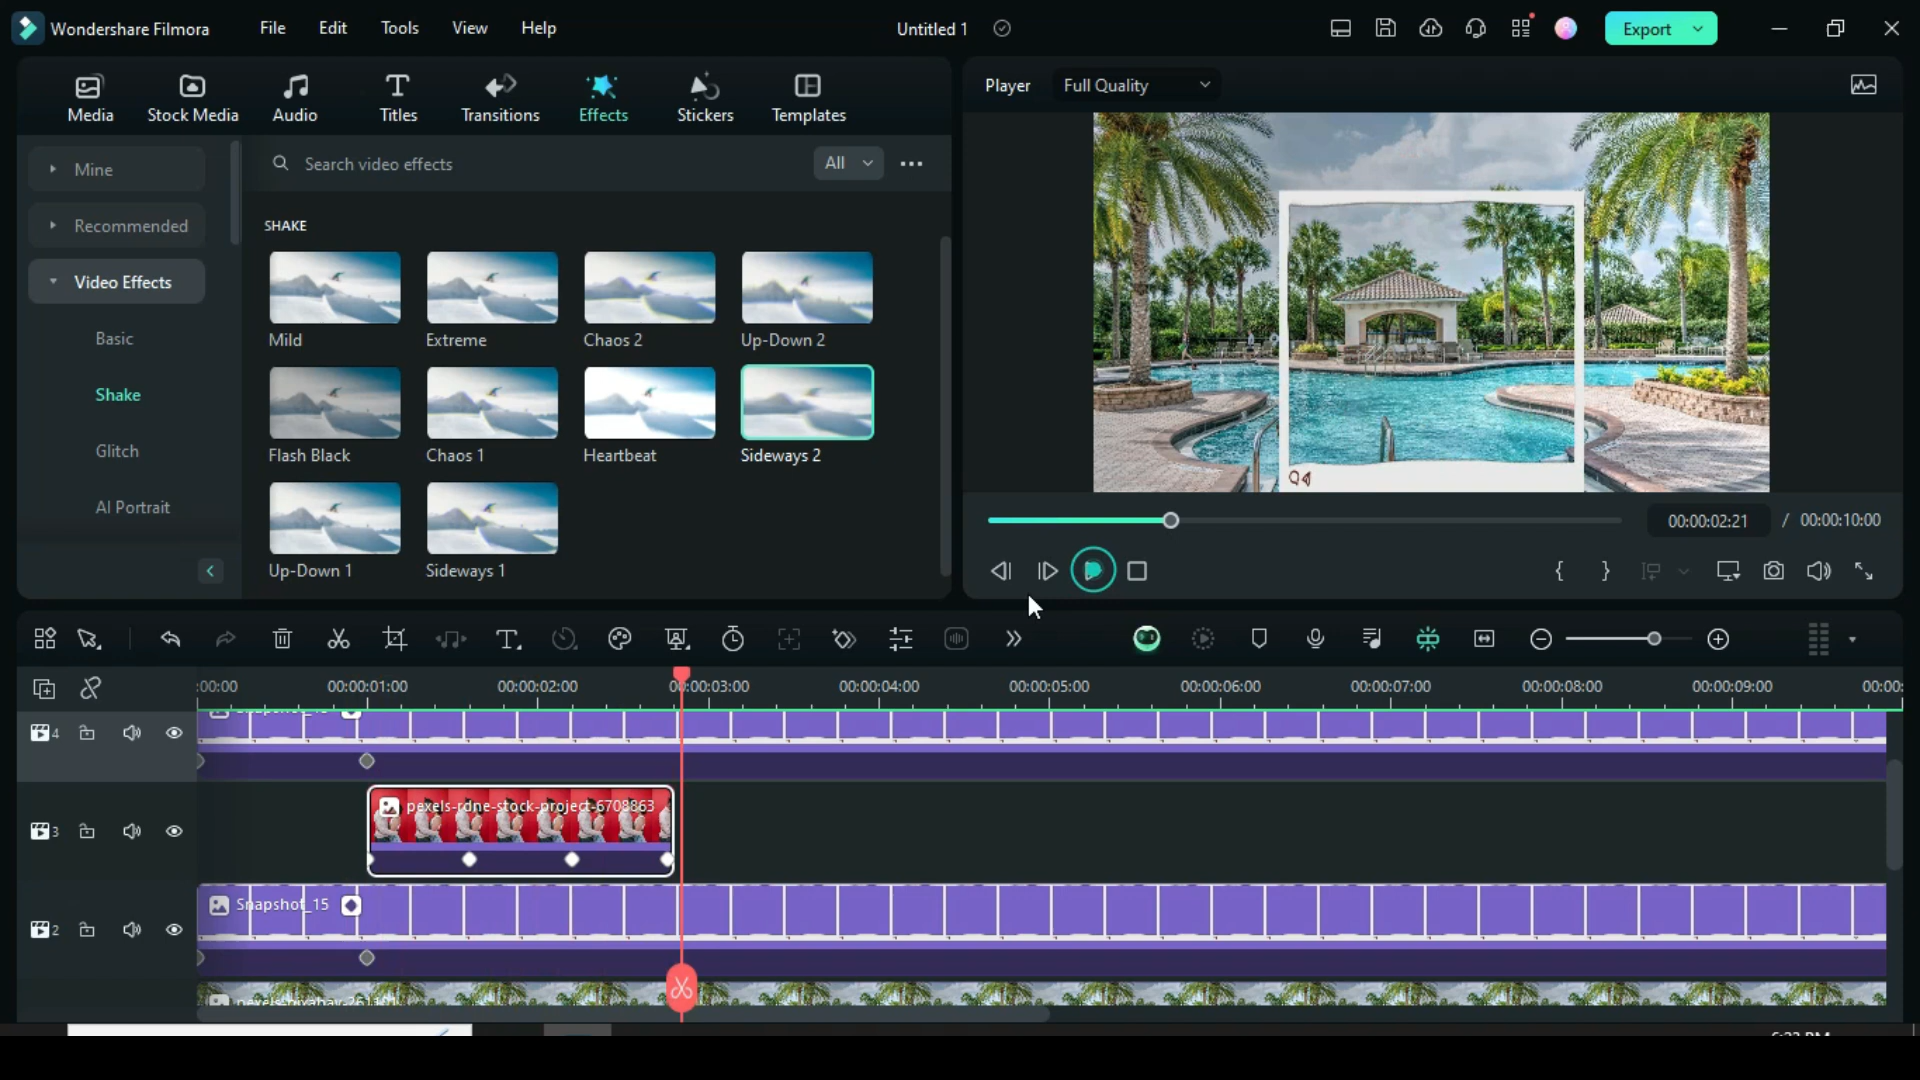 Wondershare Filmora File Edit Tools View Help Untitled 1 Export
Media Stock Media Audio Titles Transitions Effects Stickers Templates
Player Full Quality
Mine
Recommended
Video Effects
Basic
Shake
Glitch
AI Portrait
Search video effects All
SHAKE
Mild Extreme Chaos 2 Up-Down 2
Flash Black Chaos 1 Heartbeat Sideways 2
Up-Down 1 Sideways 1
00:00:02:21 / 00:00:10:00
:00:00 00:00:01:00 00:00:02:00 00:00:03:00 00:00:04:00 00:00:05:00 00:00:06:00 00:00:07:00 00:00:08:00 00:00:09:00 00:00:
4
3 pexels-rdne-stock-project-6708863
2 Snapshot_15